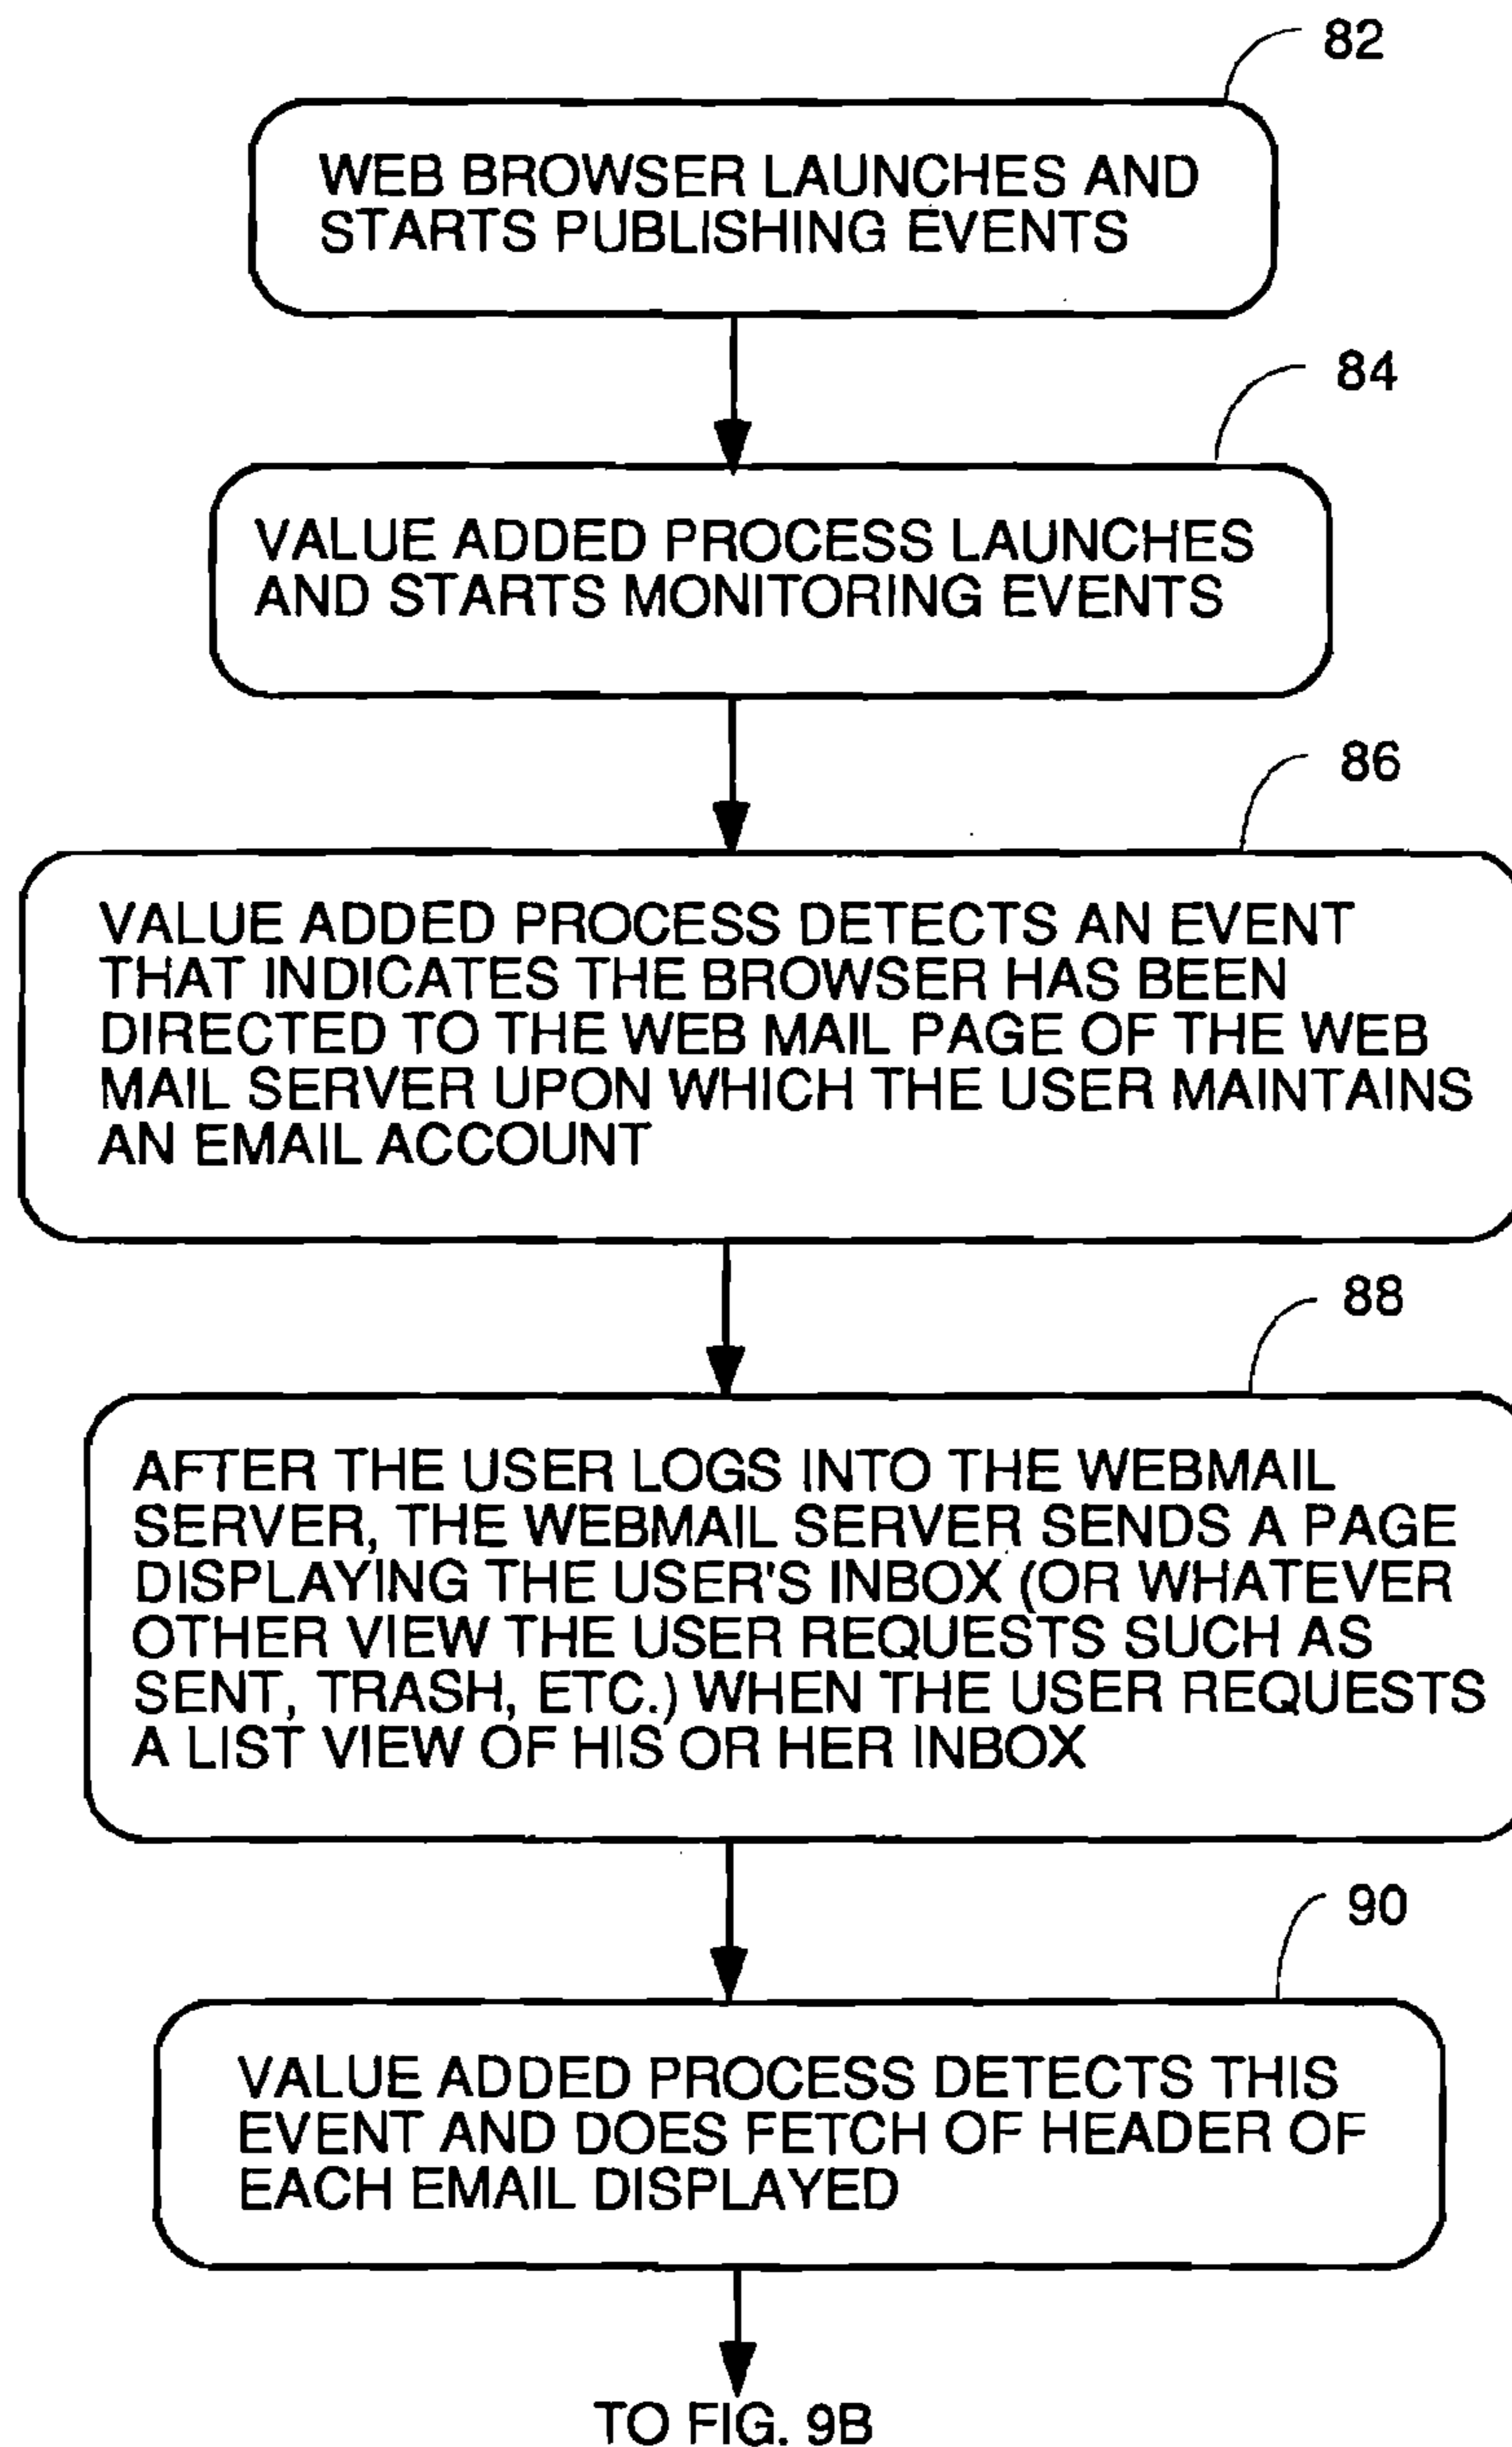 82
WEB BROWSER LAUNCHES AND
STARTS PUBLISHING EVENTS
84
VALUE ADDED PROCESS LAUNCHES
AND STARTS MONITORING EVENTS
86
VALUE ADDED PROCESS DETECTS AN EVENT
THAT INDICATES THE BROWSER HAS BEEN
DIRECTED TO THE WEB MAIL PAGE OF THE WEB
MAIL SERVER UPON WHICH THE USER MAINTAINS
AN EMAIL ACCOUNT
88
AFTER THE USER LOGS INTO THE WEBMAIL
SERVER, THE WEBMAIL SERVER SENDS A PAGE
DISPLAYING THE USER'S INBOX (OR WHATEVER
OTHER VIEW THE USER REQUESTS SUCH AS
SENT, TRASH, ETC.) WHEN THE USER REQUESTS
A LIST VIEW OF HIS OR HER INBOX
90
VALUE ADDED PROCESS DETECTS THIS
EVENT AND DOES FETCH OF HEADER OF
EACH EMAIL DISPLAYED
TO FIG. 9B